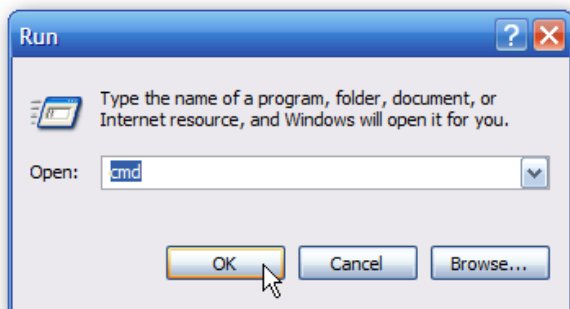 Run
Type the name of a program, folder, document, or
Internet resource, and Windows will open it for you.
Open: cmd
OK Cancel Browse...